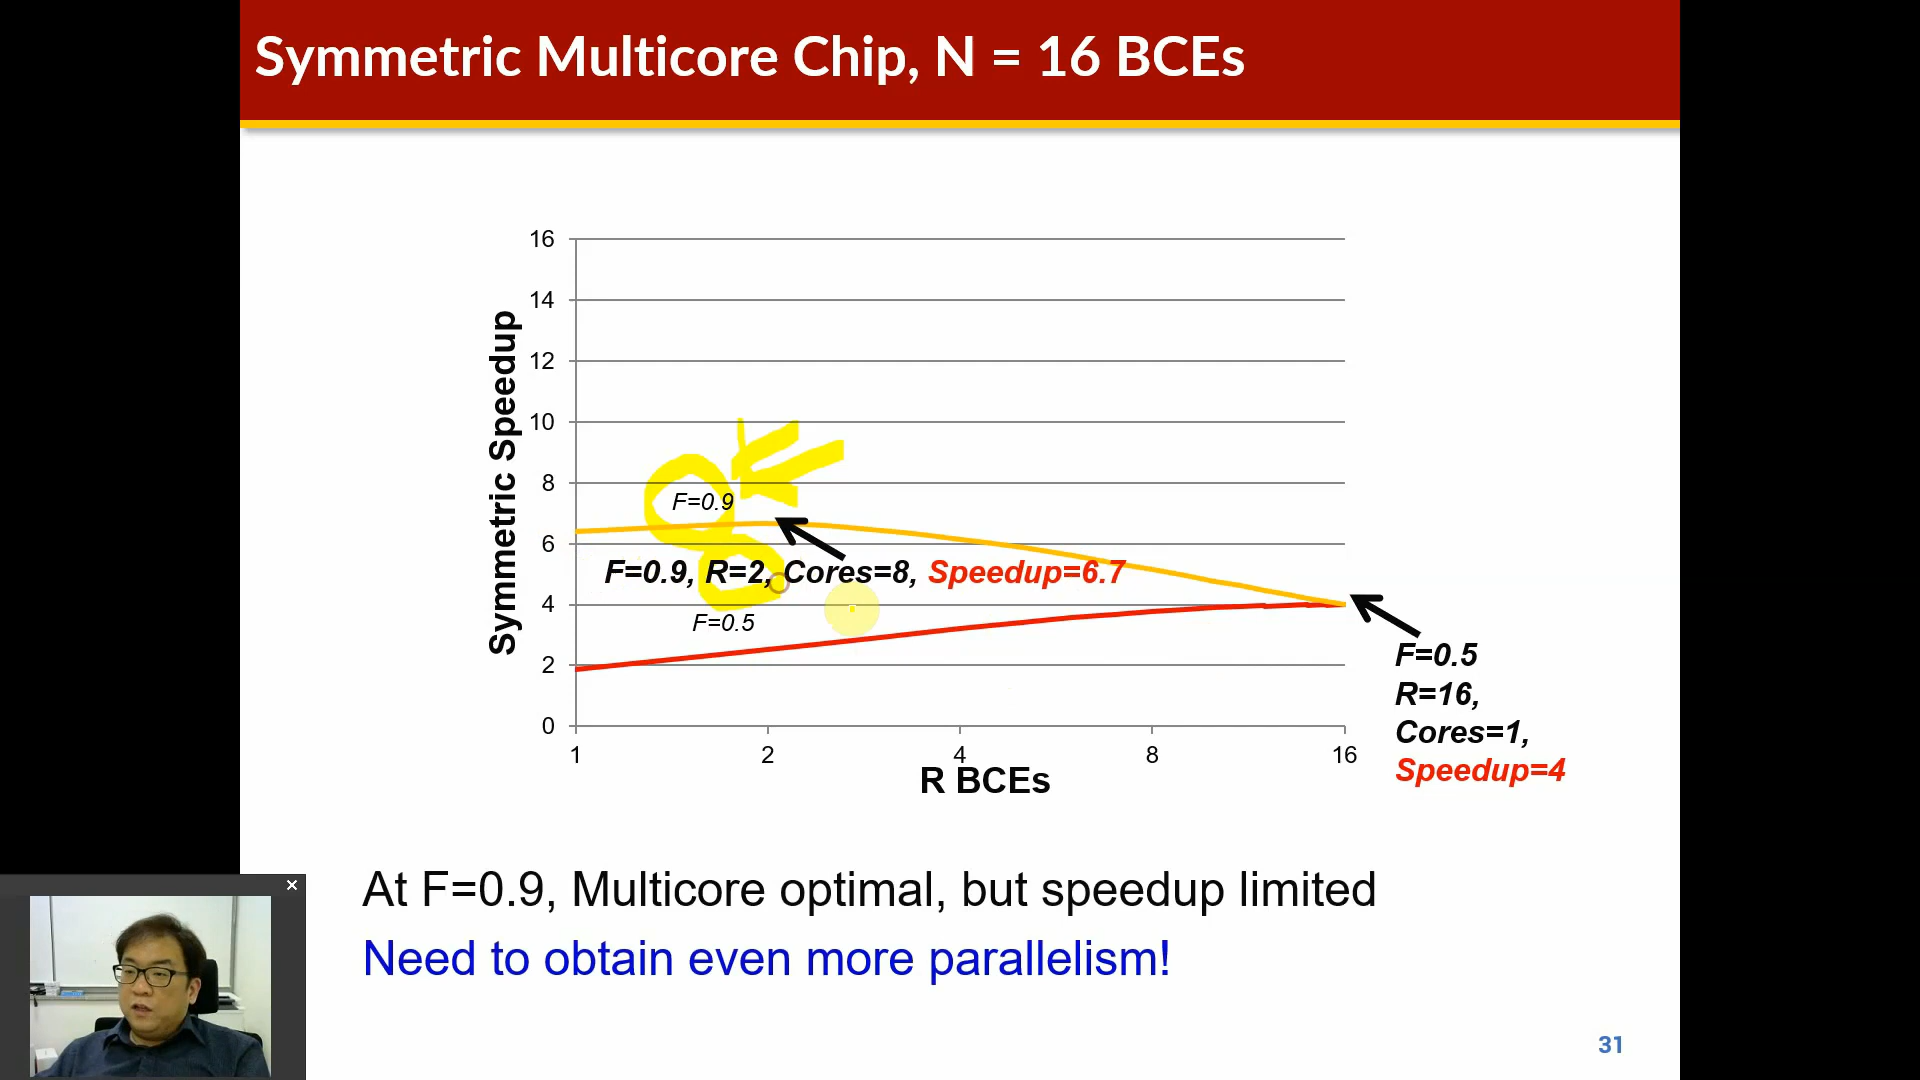 Symmetric Multicore Chip, N = 16 BCEs
16
14
12
10
8
6
4
2
0
Symmetric Speedup
F=0.9
F=0.9, R=2, Cores=8, Speedup=6.7
F=0.5
1 2 4 8 16
R BCEs
F=0.5
R=16,
Cores=1,
Speedup=4
At F=0.9, Multicore optimal, but speedup limited
Need to obtain even more parallelism!
31